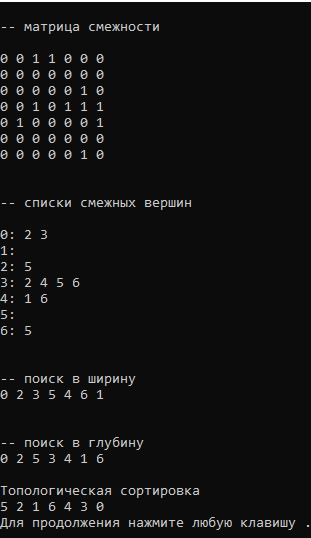 -- матрица смежности
0 0 1 1 0 0 0
0 0 0 0 0 0 0
0 0 0 0 0 1 0
0 0 1 0 1 1 1
0 1 0 0 0 0 1
0 0 0 0 0 0 0
0 0 0 0 0 1 0
-- списки смежных вершин
0: 2 3
1:
2: 5
3: 2 4 5 6
4: 1 6
5:
6: 5
-- поиск в ширину
0 2 3 5 4 6 1
-- поиск в глубину
0 2 5 3 4 1 6
Топологическая сортировка
5 2 1 6 4 3 0
Для продолжения нажмите любую клавишу .